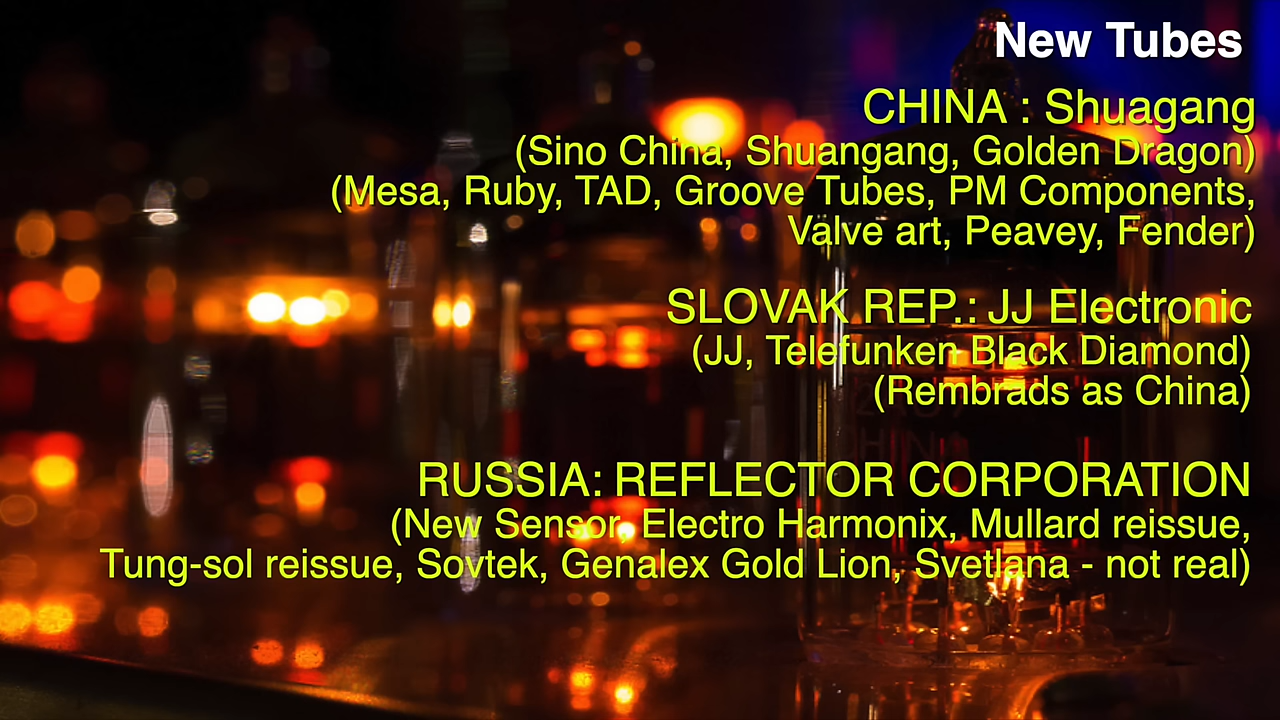 New Tubes
CHINA : Shuagang
(Sino China, Shuangang, Golden Dragon)
(Mesa, Ruby, TAD, Groove Tubes, PM Components,
Valve art, Peavey, Fender)
SLOVAK REP.: JJ Electronic
(JJ, Telefunken Black Diamond)
(Rembrads as China)
RUSSIA: REFLECTOR CORPORATION
(New Sensor, Electro Harmonix, Mullard reissue,
Tung-sol reissue, Sovtek, Genalex Gold Lion, Svetlana - not real)